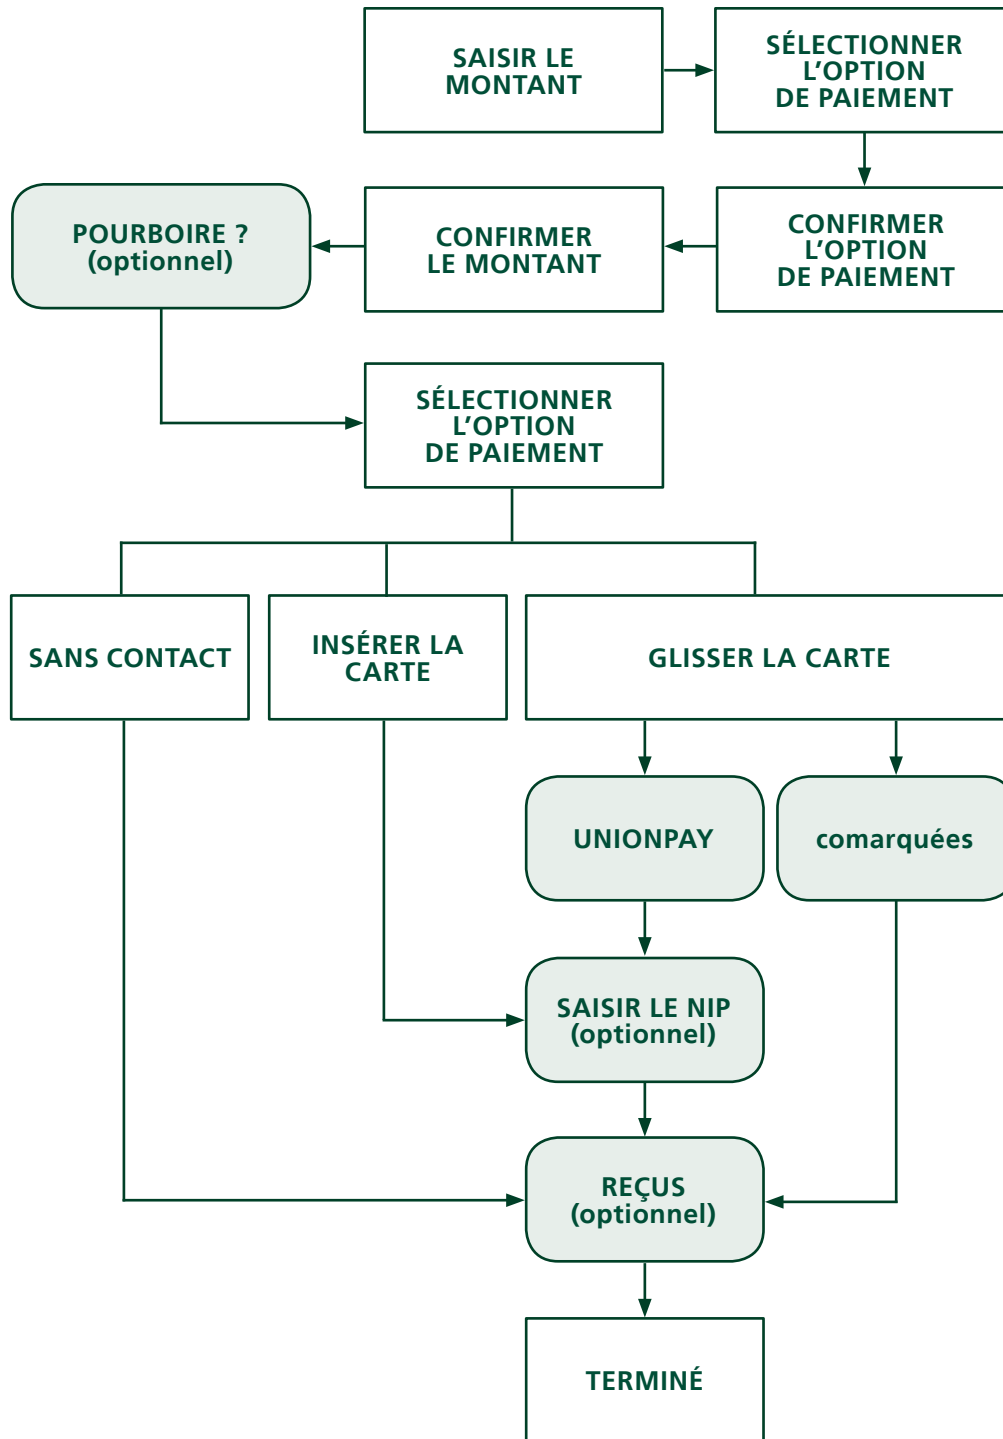 SAISIR LE
MONTANT
SÉLECTIONNER
L’OPTION
DE PAIEMENT
CONFIRMER
L’OPTION
DE PAIEMENT
CONFIRMER
LE MONTANT
POURBOIRE ?
(optionnel)
SÉLECTIONNER
L’OPTION
DE PAIEMENT
SANS CONTACT
INSÉRER LA
CARTE
GLISSER LA CARTE
UNIONPAY
comarquées
SAISIR LE NIP
(optionnel)
REÇUS
(optionnel)
TERMINÉ